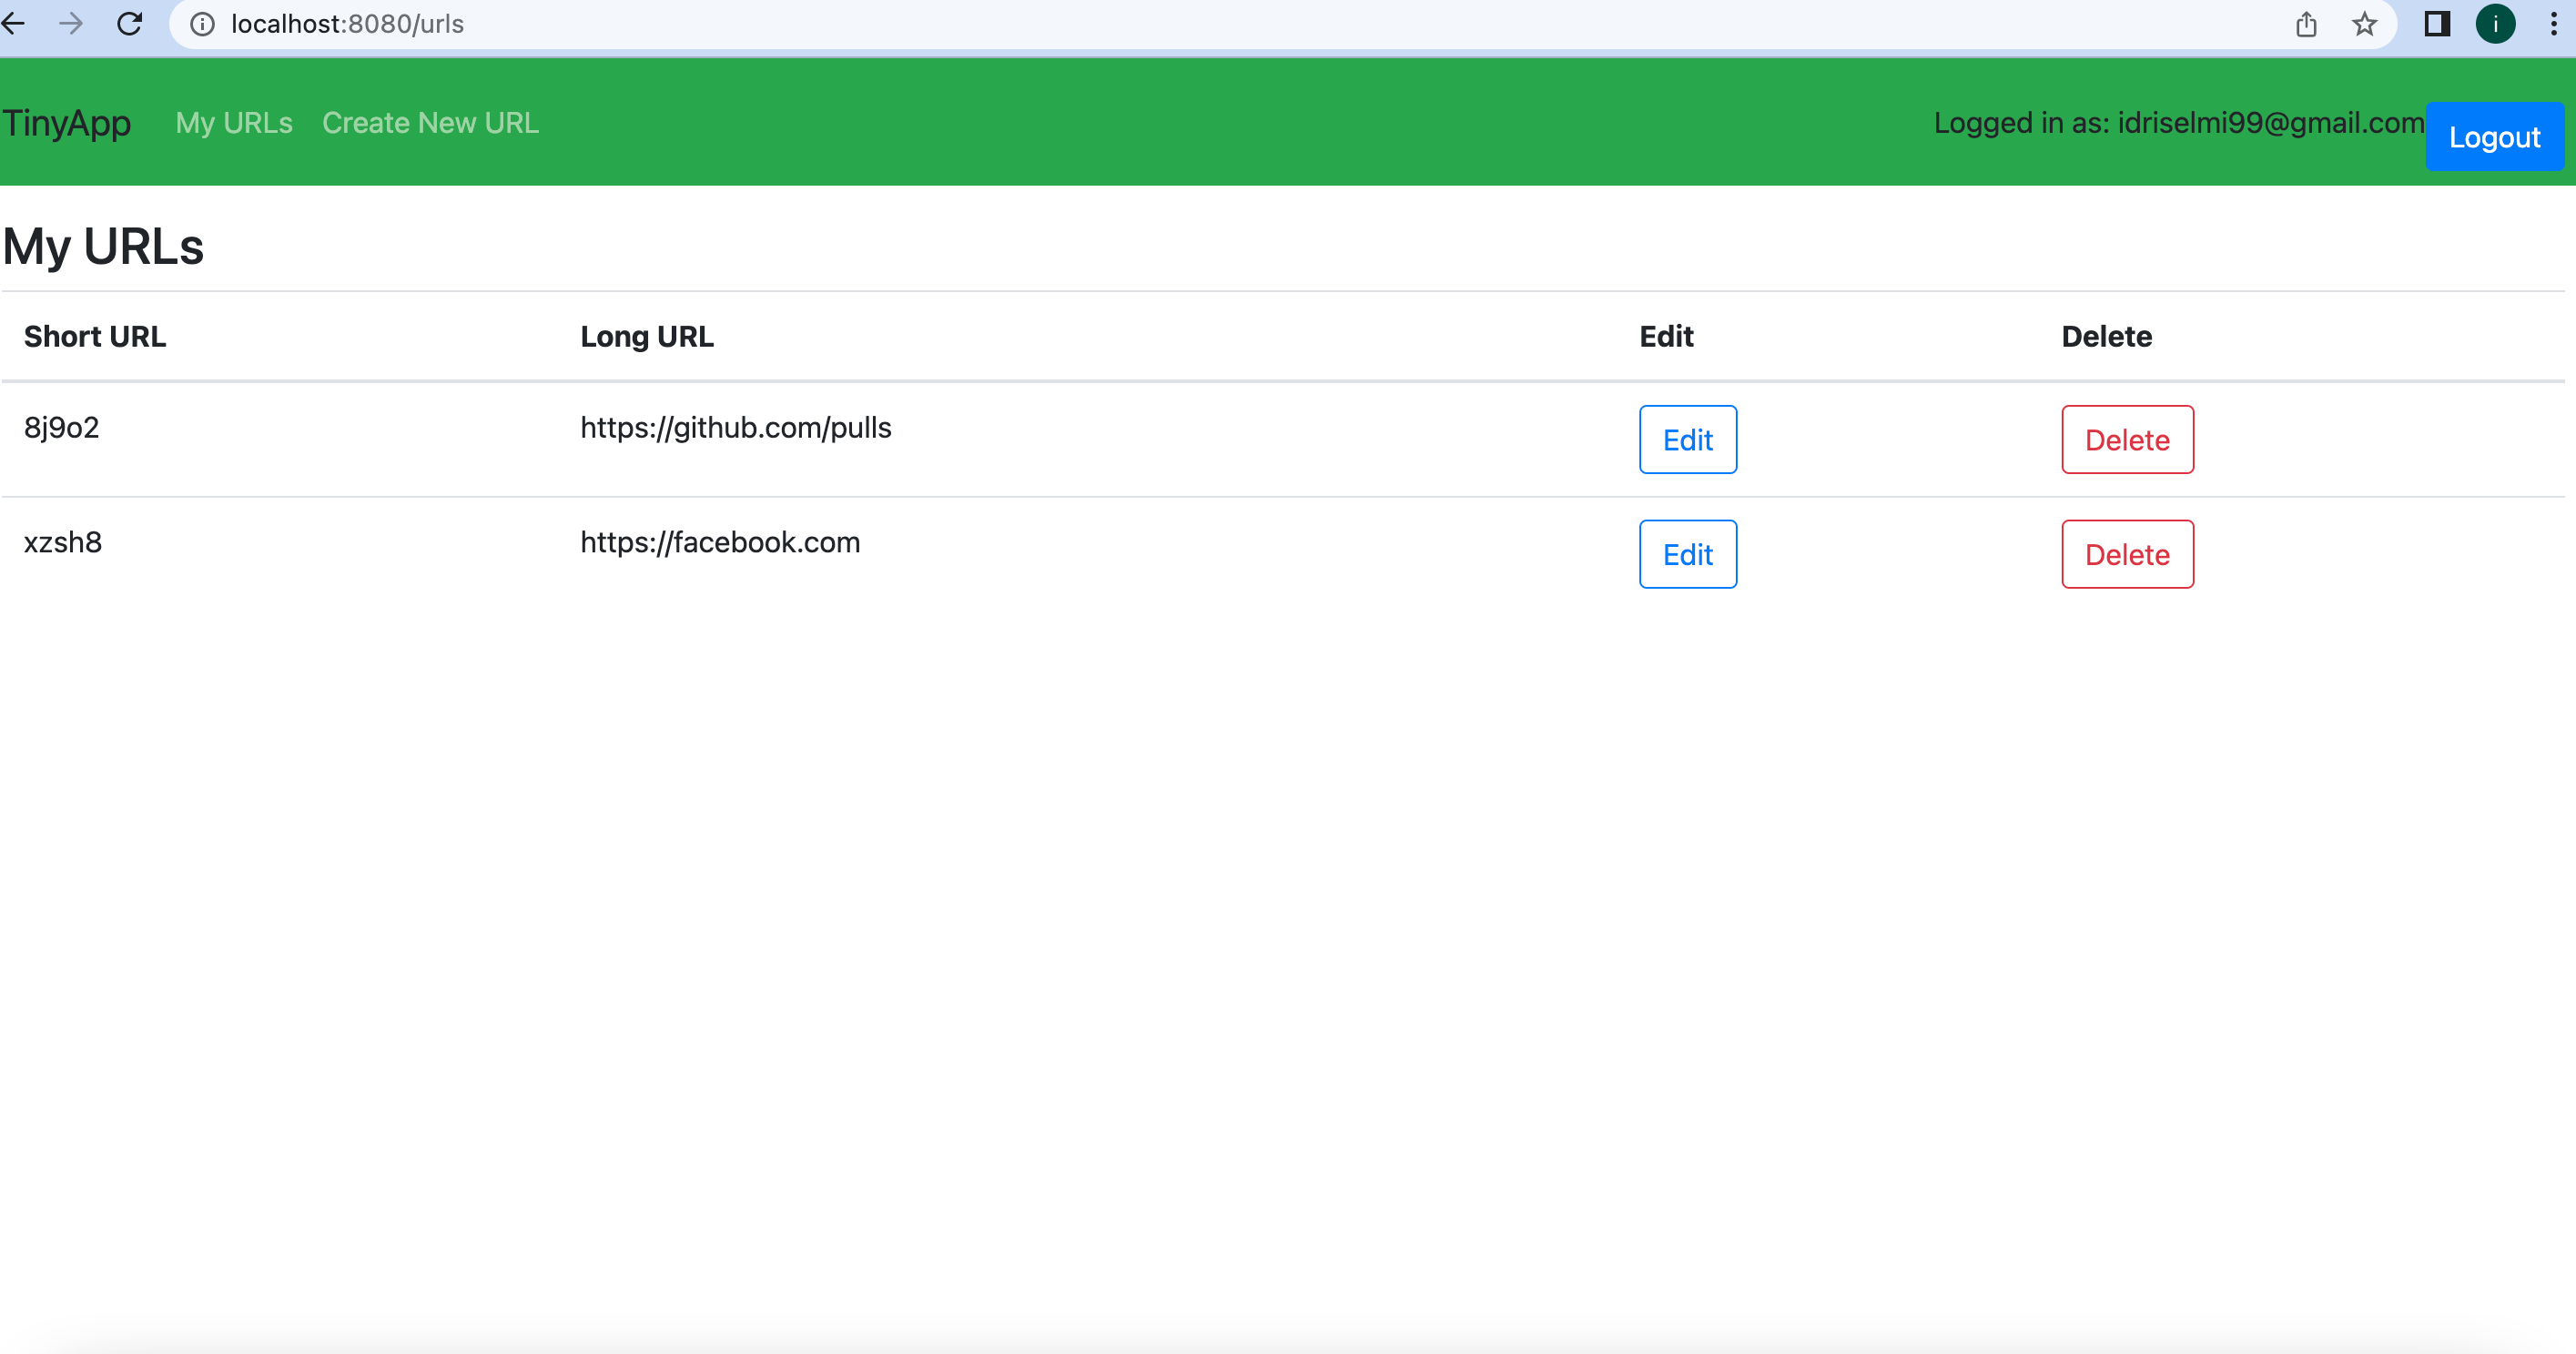 localhost:8080/urls
i
TinyApp My URLs Create New URL Logged in as: idriselmi99@gmail.com Logout
My URLs
Short URL Long URL Edit Delete
8j9o2 https://github.com/pulls Edit Delete
xzsh8 https://facebook.com Edit Delete